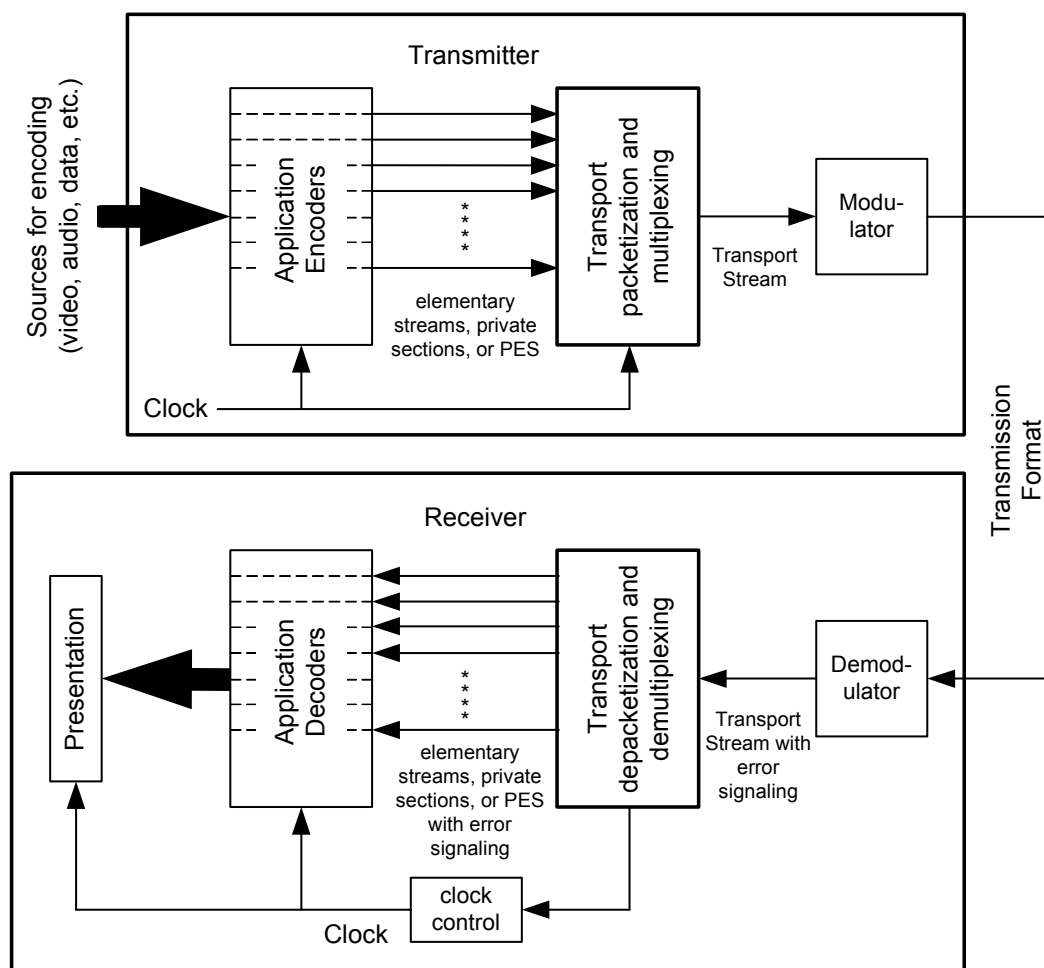 Transmitter
Sources for encoding
(video, audio, data, etc.)
Application
Encoders
* * * *
elementary
streams, private
sections, or PES
Transport
packetization and
multiplexing
Transport
Stream
Modu-
lator
Clock
Transmission
Format
Receiver
Presentation
Application
Decoders
* * * *
elementary
streams, private
sections, or PES
with error
signaling
Transport
depacketization and
demultiplexing
Transport
Stream with
error
signaling
Demod-
ulator
clock
control
Clock